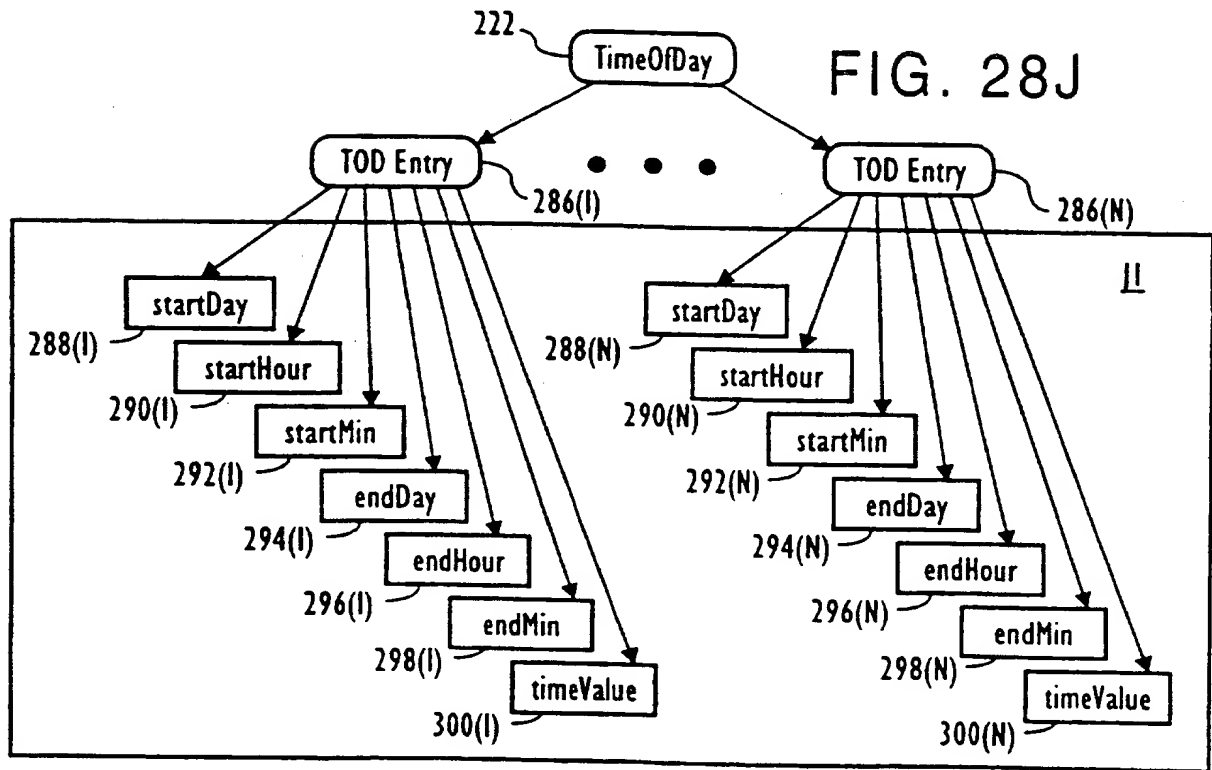 222
TimeOfDay
FIG. 28J
TOD Entry
286(I)
TOD Entry
286(N)
II
startDay
288(I)
startHour
290(I)
startMin
292(I)
endDay
294(I)
endHour
296(I)
endMin
298(I)
timeValue
300(I)
startDay
288(N)
startHour
290(N)
startMin
292(N)
endDay
294(N)
endHour
296(N)
endMin
298(N)
timeValue
300(N)